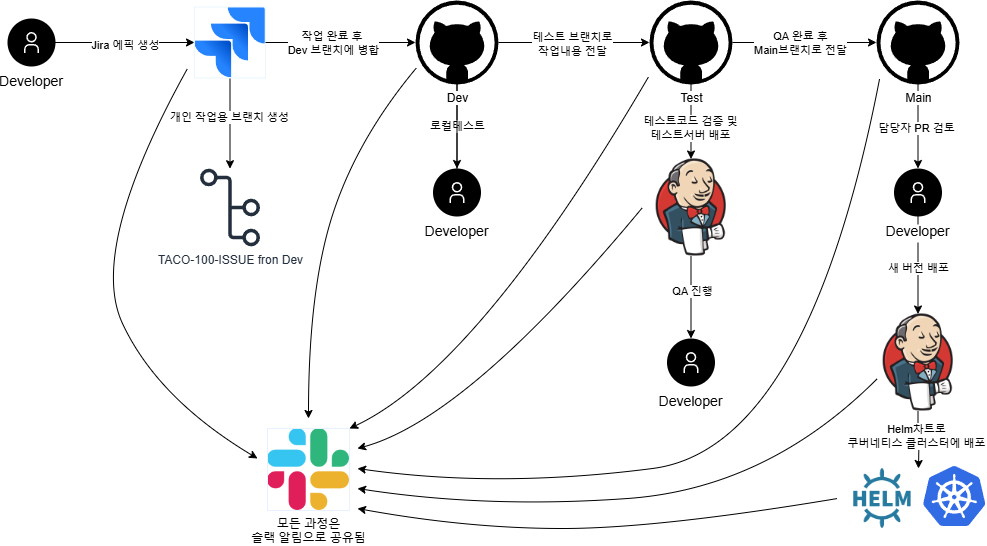 Developer
Jira 에픽 생성
작업 완료 후
Dev 브랜치에 병합
테스트 브랜치로
작업내용 전달
QA 완료 후
Main브랜치로 전달
개인 작업용 브랜치 생성
TACO-100-ISSUE fron Dev
Dev
로컬테스트
Developer
Test
테스트코드 검증 및
테스트서버 배포
QA 진행
Developer
Main
담당자 PR 검토
Developer
새 버전 배포
Helm차트로
쿠버네티스 클러스터에 배포
HELM
모든 과정은
슬랙 알림으로 공유됨